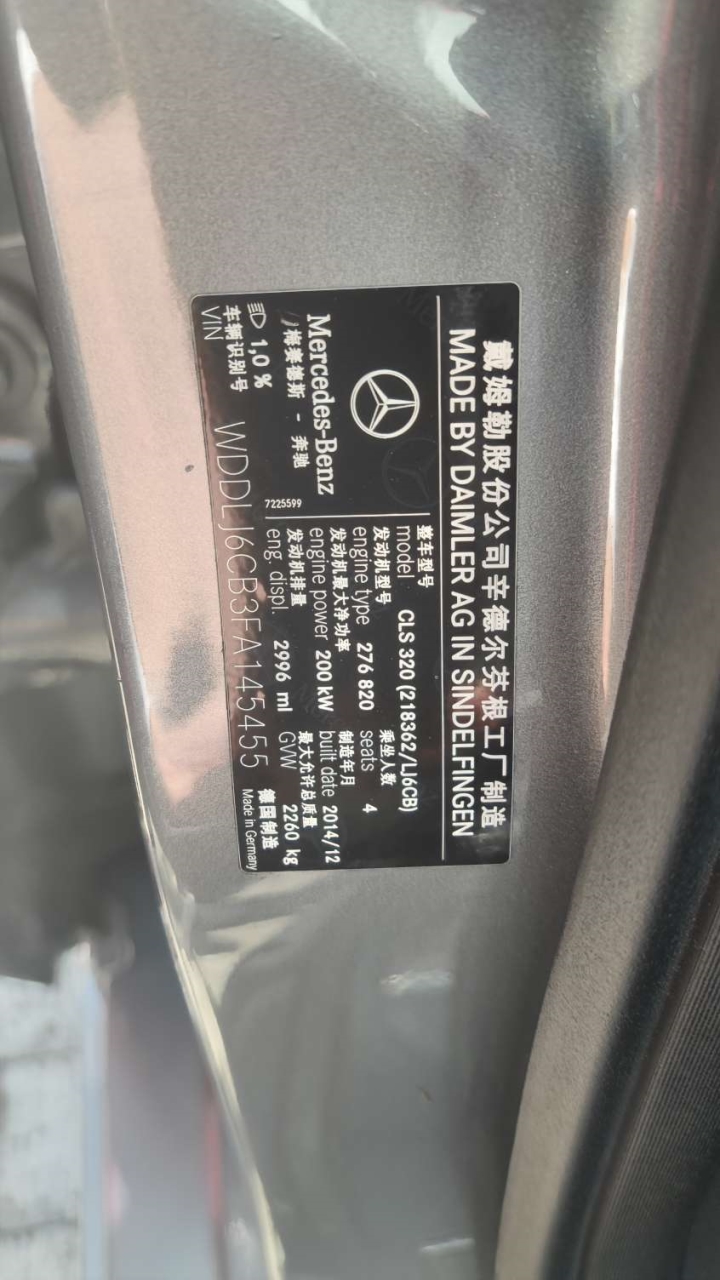 戴姆勒股份公司辛德尔芬根工厂制造
MADE BY DAIMLER AG IN SINDELFINGEN
Mercedes-Benz
梅赛德斯 - 奔驰
7225599
整车型号
model CLS 320 (218362/LJ6CB)
发动机型号 乘坐人数
engine type 276 820 seats 4
发动机最大净功率 制造年月
engine power 200 kW built date 2014/12
发动机排量 最大允许总质量
eng. displ. 2996 ml GVW 2260 kg
1,0 %
车辆识别号 德国制造
VIN WDDLJ6CB3FA145455 Made in Germany